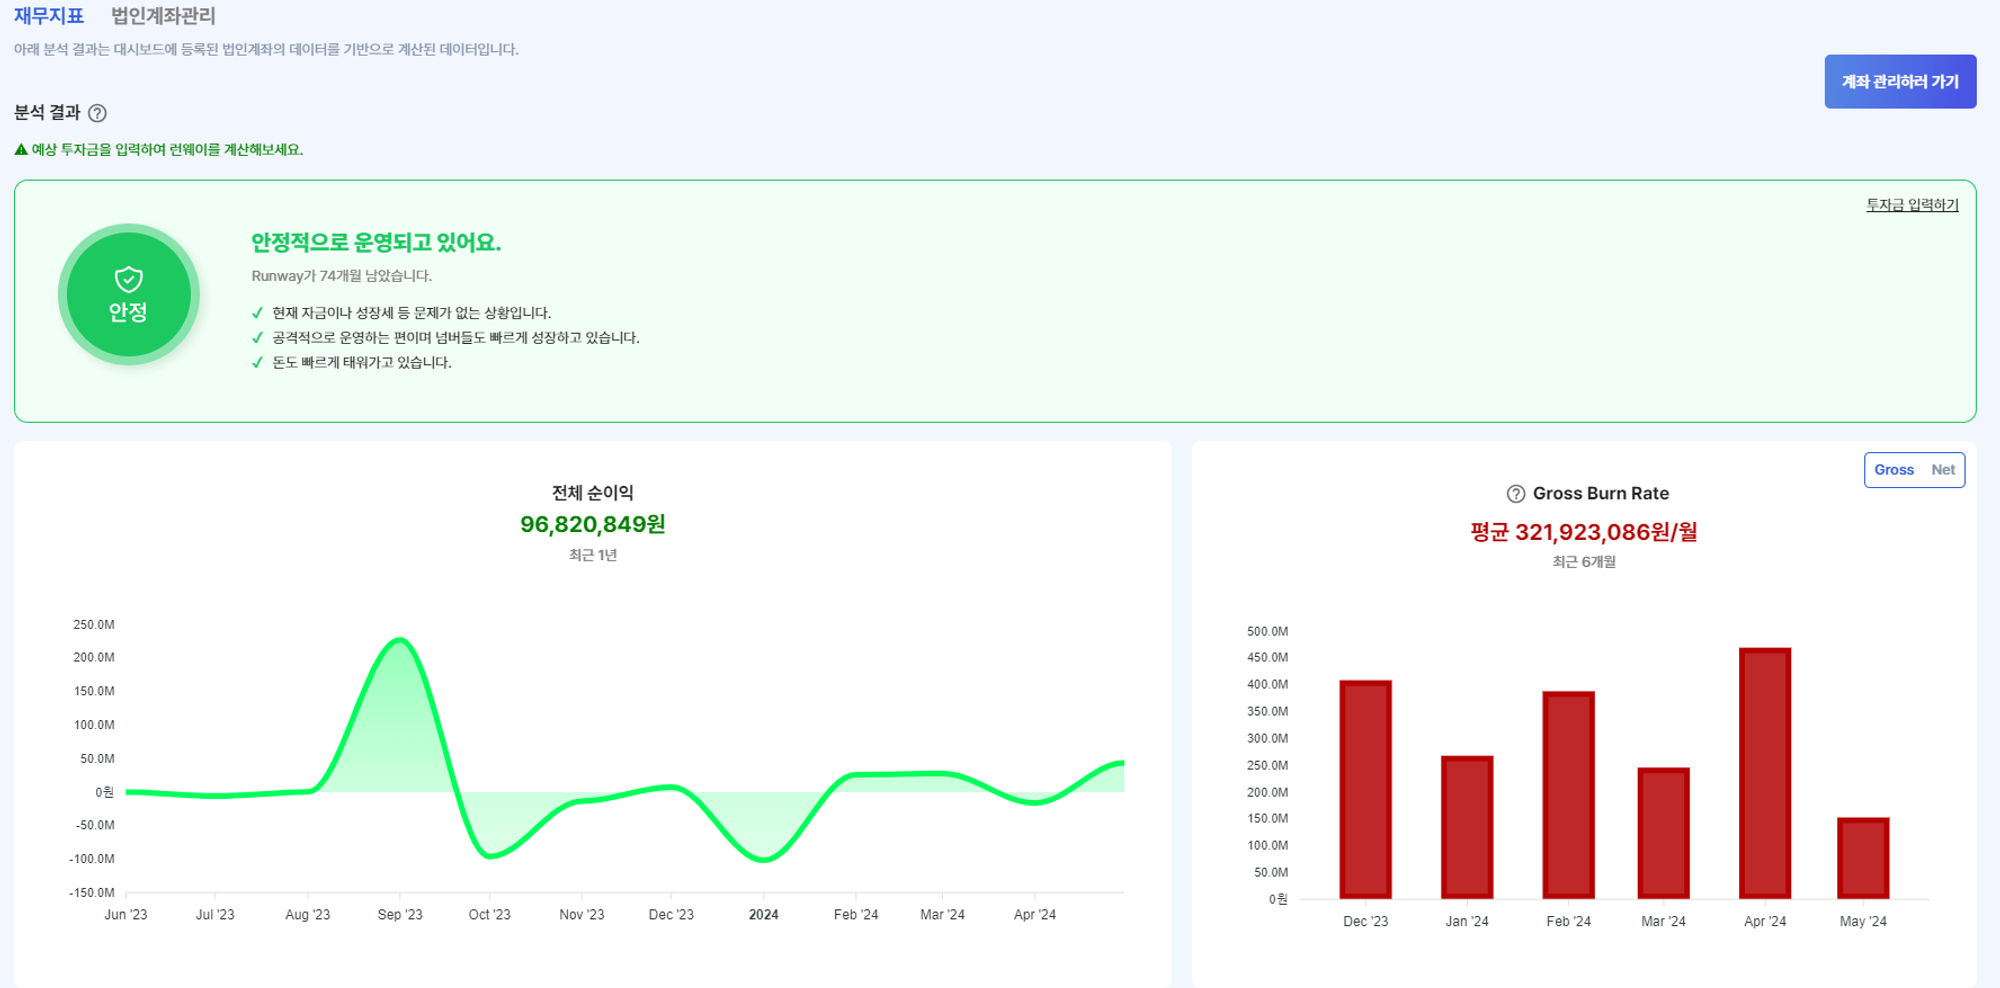 재무지표 법인계좌관리
아래 분석 결과는 대시보드에 등록된 법인계좌의 데이터를 기반으로 계산된 데이터입니다.
계좌 관리하러 가기
분석 결과 ?
예상 투자금을 입력하여 런웨이를 계산해보세요.
투자금 입력하기
안정
안정적으로 운영되고 있어요.
Runway가 74개월 남았습니다.
현재 자금이나 성장세 등 문제가 없는 상황입니다.
공격적으로 운영하는 편이며 넘버들도 빠르게 성장하고 있습니다.
돈도 빠르게 태워가고 있습니다.
전체 순이익
96,820,849원
최근 1년
250.0M
200.0M
150.0M
100.0M
50.0M
0원
-50.0M
-100.0M
-150.0M
Jun '23 Jul '23 Aug '23 Sep '23 Oct '23 Nov '23 Dec '23 2024 Feb '24 Mar '24 Apr '24
Gross Net
? Gross Burn Rate
평균 321,923,086원/월
최근 6개월
500.0M
450.0M
400.0M
350.0M
300.0M
250.0M
200.0M
150.0M
100.0M
50.0M
0원
Dec '23 Jan '24 Feb '24 Mar '24 Apr '24 May '24